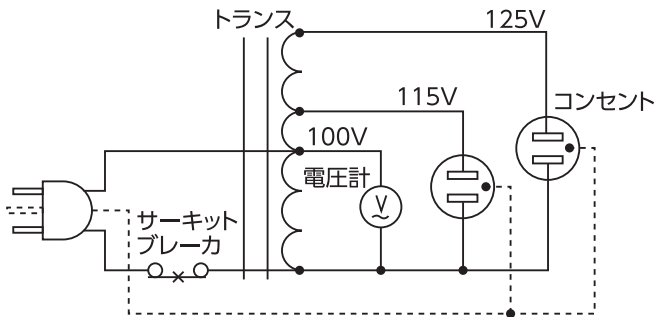 トランス
125V
115V
コンセント
100V
電圧計
V
サーキット
ブレーカ